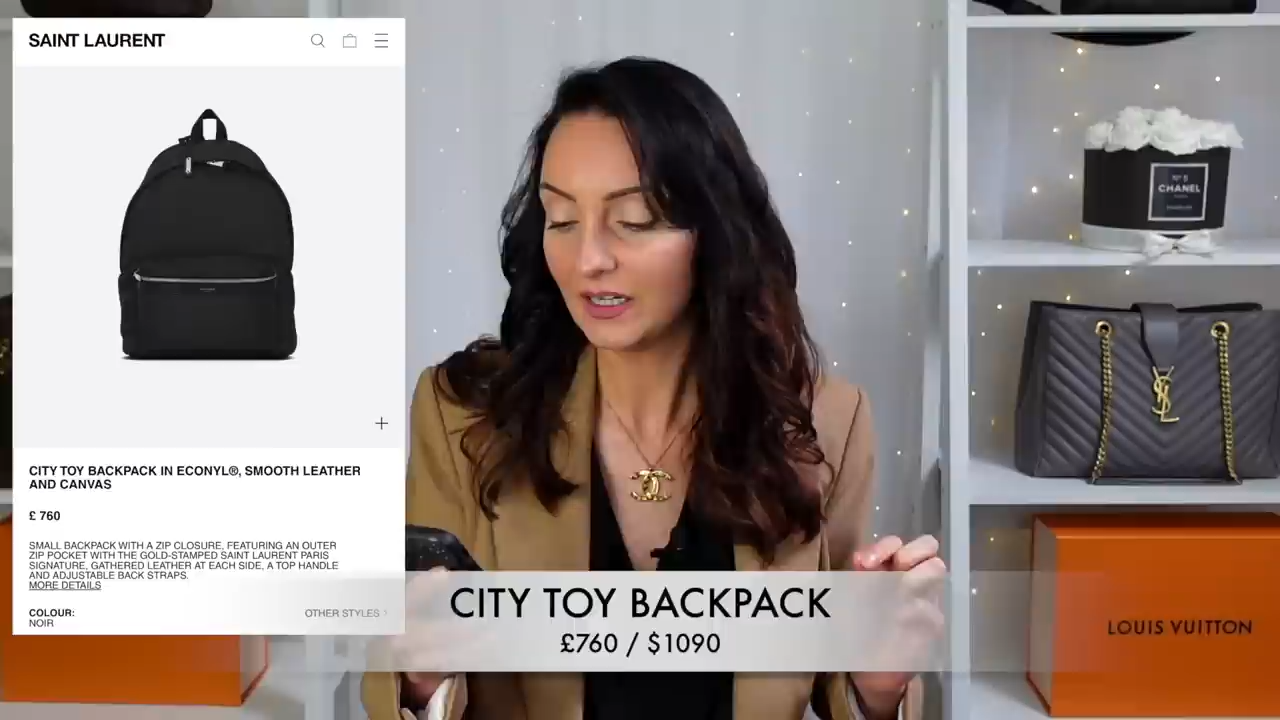 SAINT LAURENT
CITY TOY BACKPACK IN ECONYL®, SMOOTH LEATHER
AND CANVAS
£ 760
SMALL BACKPACK WITH A ZIP CLOSURE, FEATURING AN OUTER
ZIP POCKET WITH THE GOLD-STAMPED SAINT LAURENT PARIS
SIGNATURE, GATHERED LEATHER AT EACH SIDE, A TOP HANDLE
AND ADJUSTABLE BACK STRAPS.
MORE DETAILS
COLOUR:
NOIR
OTHER STYLES
CITY TOY BACKPACK
£760 / $1090
N°5
CHANEL
YSL
LOUIS VUITTON